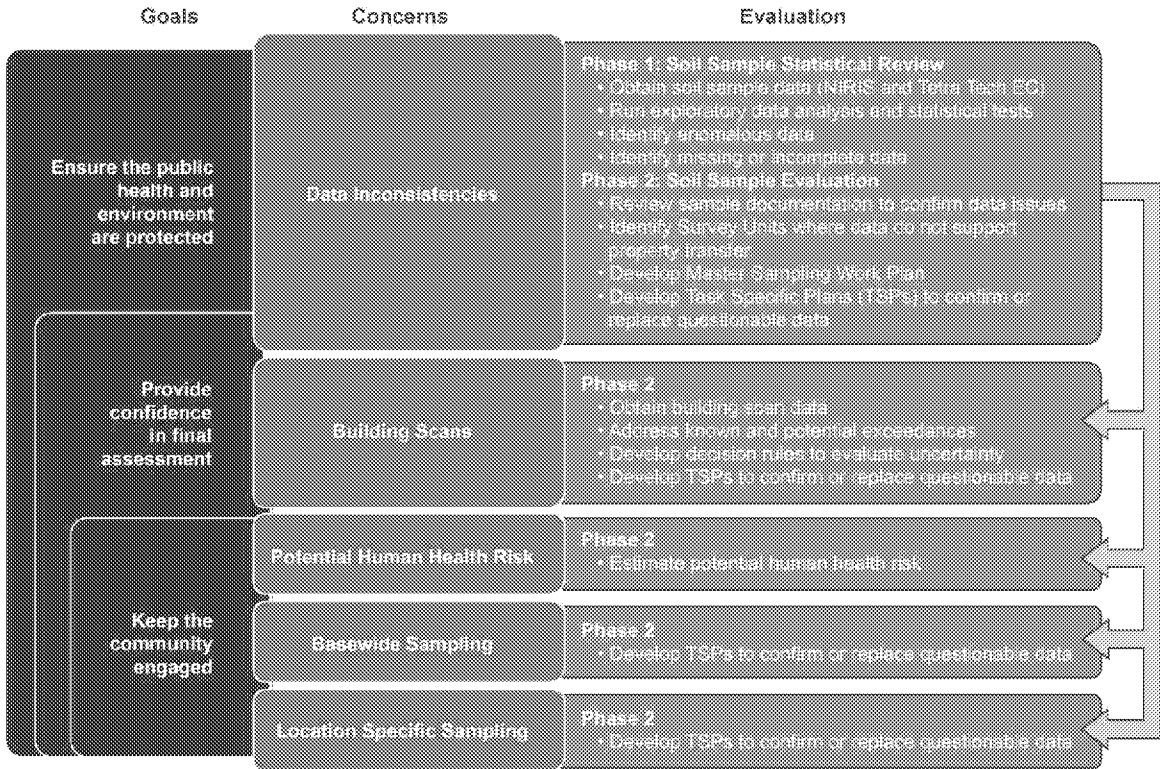 Goals
Concerns
Evaluation
Ensure the public
health and
environment
are protected
Data Inconsistencies
Phase 1: Soil Sample Statistical Review
• Obtain soil sample data (NIRIS and Tetra Tech EC)
• Run exploratory data analysis and statistical tests
• Identify anomalous data
• Identify missing or incomplete data
Phase 2: Soil Sample Evaluation
• Review sample documentation to confirm data issues
• Identify Survey Units where data do not support
property transfer
• Develop Master Sampling Work Plan
• Develop Task Specific Plans (TSPs) to confirm or
replace questionable data
Provide
confidence
in final
assessment
Building Scans
Phase 2
• Obtain building scan data
• Address known and potential exceedances
• Develop decision rules to evaluate uncertainty
• Develop TSPs to confirm or replace questionable data
Keep the
community
engaged
Potential Human Health Risk
Phase 2
• Estimate potential human health risk
Basewide Sampling
Phase 2
• Develop TSPs to confirm or replace questionable data
Location Specific Sampling
Phase 2
• Develop TSPs to confirm or replace questionable data